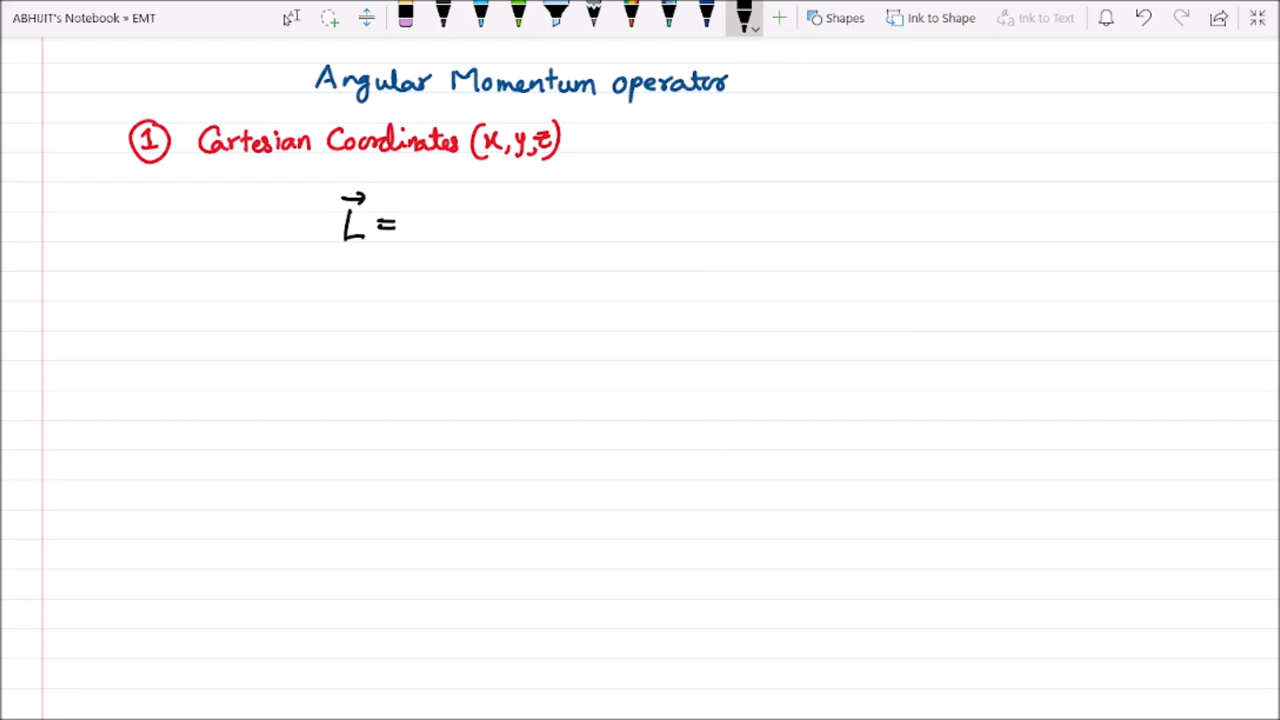 ABHIJIT's Notebook » EMT
Shapes
Ink to Shape
Ink to Text
Angular Momentum operator
① Cartesian Coordinates (x, y, z)
L⃗ =